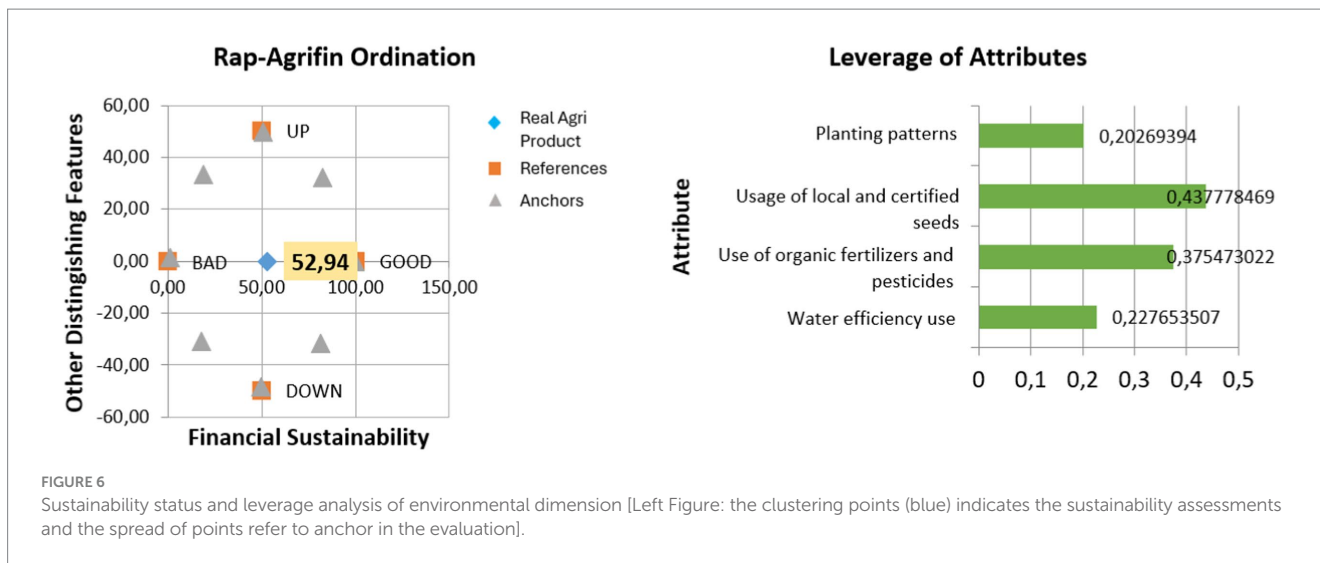 Rap-Agrifin Ordination
Other Distingishing Features
60,00
40,00
20,00
0,00
-20,00
-40,00
-60,00
UP
BAD
52,94
GOOD
0,00
50,00
100,00
150,00
DOWN
Financial Sustainability
Real Agri
Product
References
Anchors
Leverage of Attributes
Attribute
Planting patterns
0,20269394
Usage of local and certified
seeds
0,437778469
Use of organic fertilizers and
pesticides
0,375473022
Water efficiency use
0,227653507
0
0,1
0,2
0,3
0,4
0,5
FIGURE 6
Sustainability status and leverage analysis of environmental dimension [Left Figure: the clustering points (blue) indicates the sustainability assessments
and the spread of points refer to anchor in the evaluation].